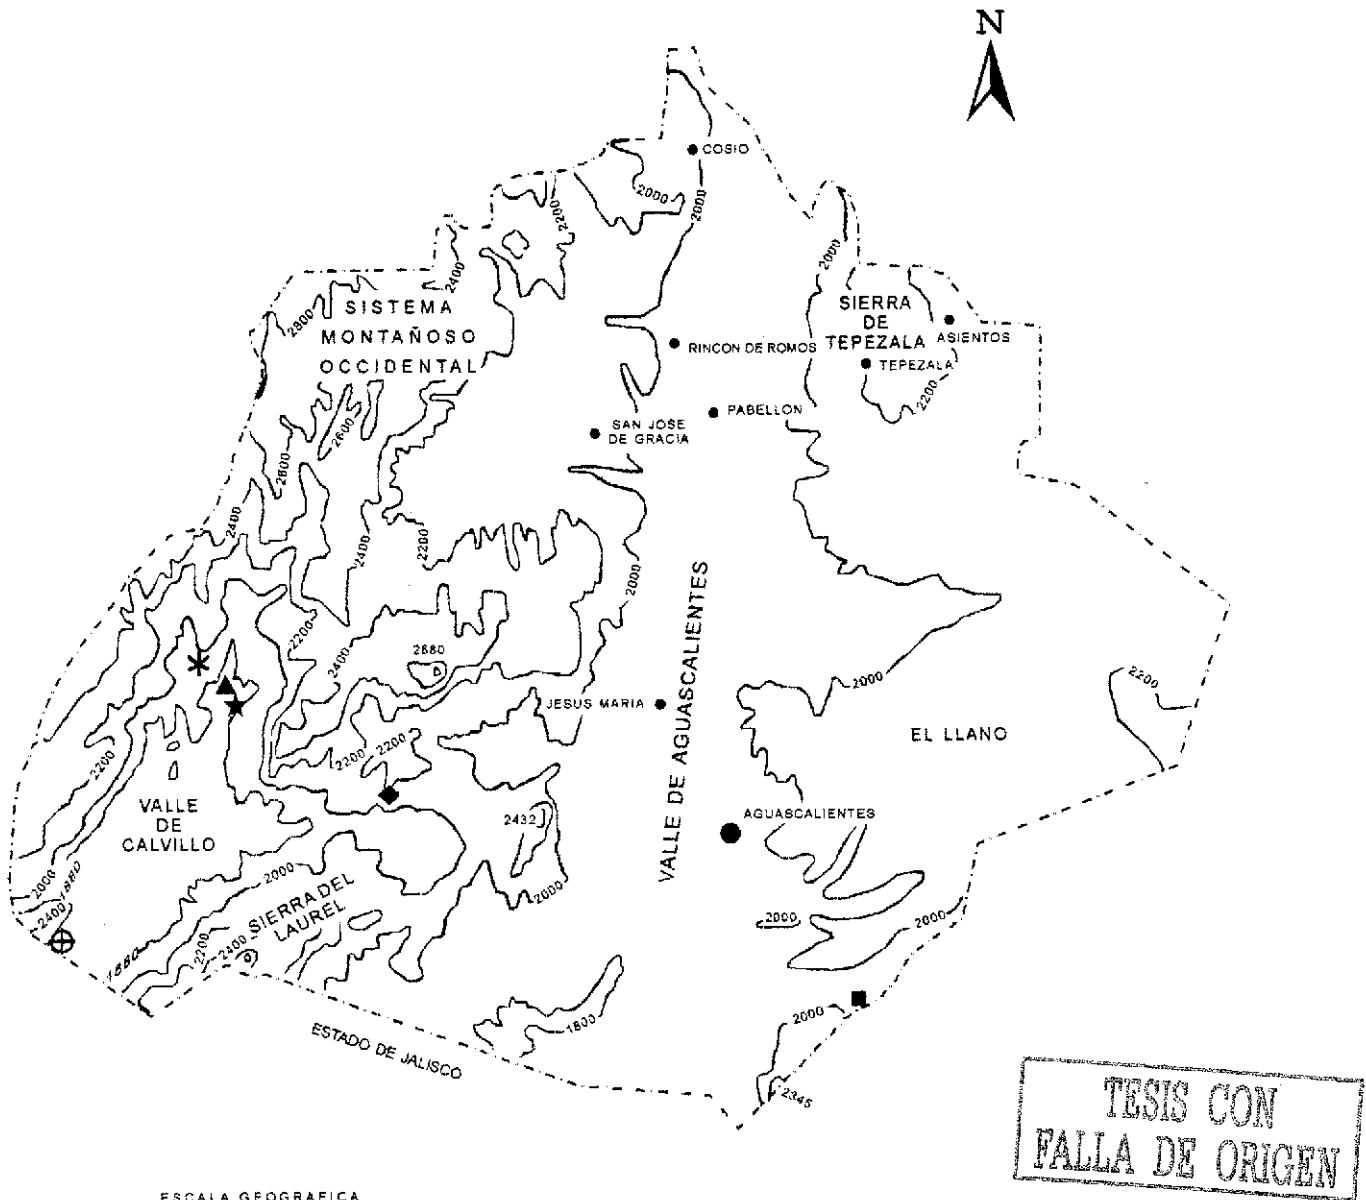 N
COSIO
2000
2000
2200
2400
2000
2800
SISTEMA
MONTAÑOSO
OCCIDENTAL
SIERRA
DE
TEPEZALA
ASIENTOS
RINCON DE ROMOS
TEPEZALA
2200
PABELLON
SAN JOSE
DE GRACIA
2600
2600
2400
2400
2200
2000
VALLE DE AGUASCALIENTES
2200
2400
2680
2000
2200
JESUS MARIA
EL LLANO
2200
2200
2200
VALLE
DE
CALVILLO
2432
AGUASCALIENTES
2000
1880
2400
2000
SIERRA DEL
LAUREL
2000
2000
2000
1880
2200
2400
1800
2000
2345
ESTADO DE JALISCO
TESIS CON
FALLA DE ORIGEN
ESCALA GEOGRAFICA